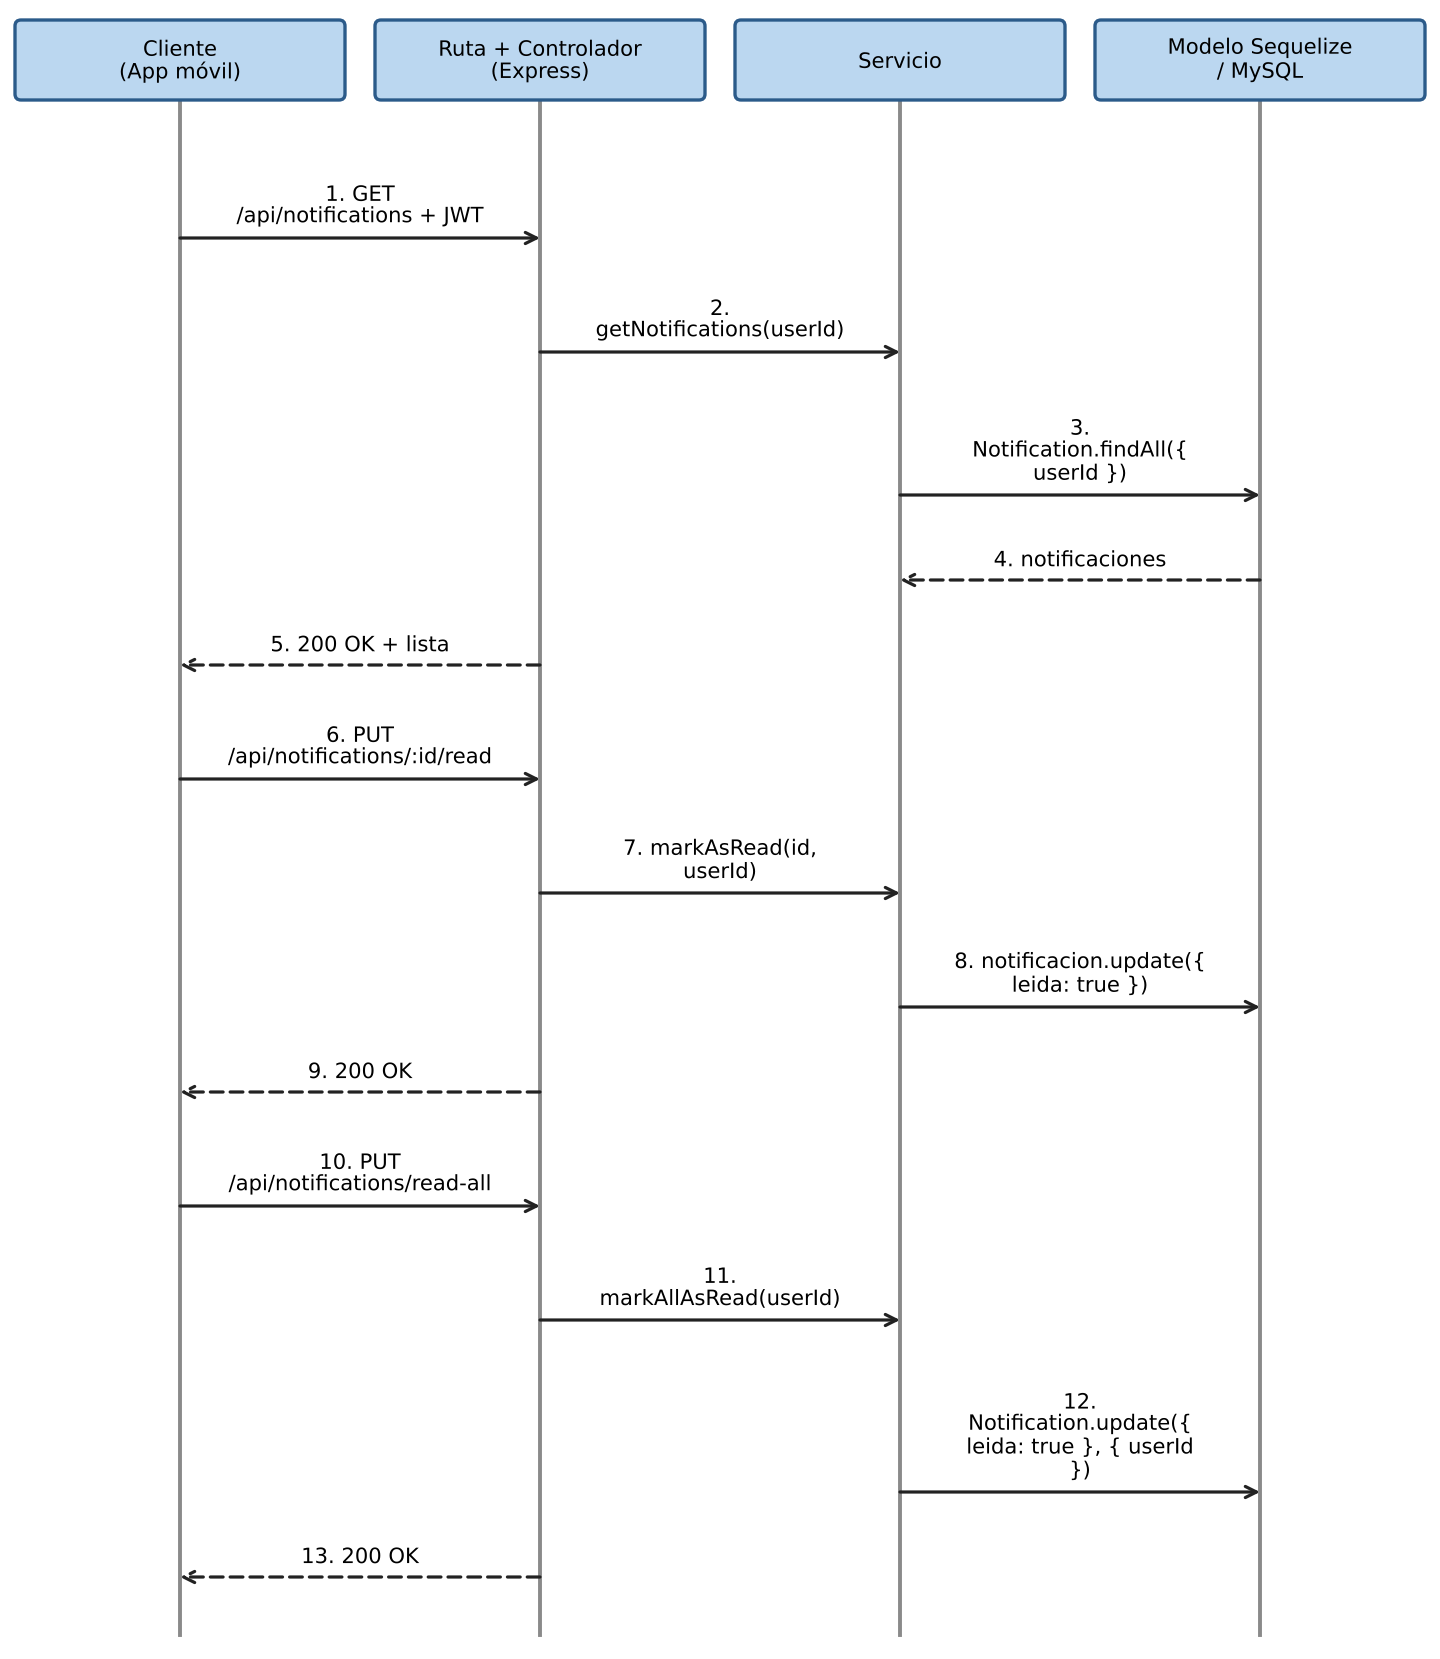 Cliente
(App móvil)
Ruta + Controlador
(Express)
Servicio
Modelo Sequelize
/ MySQL
1. GET
/api/notifications + JWT
2.
getNotifications(userId)
3.
Notification.findAll({
userId })
4. notificaciones
5. 200 OK + lista
6. PUT
/api/notifications/:id/read
7. markAsRead(id,
userId)
8. notificacion.update({
leida: true })
9. 200 OK
10. PUT
/api/notifications/read-all
11.
markAllAsRead(userId)
12.
Notification.update({
leida: true }, { userId
})
13. 200 OK